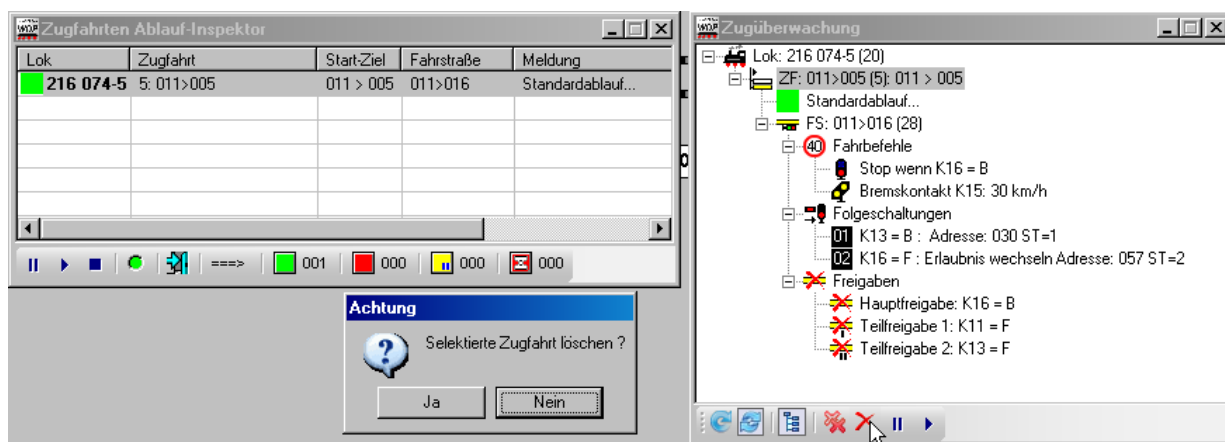 Zugfahrten Ablauf-Inspektor
Lok Zugfahrt Start-Ziel Fahrstraße Meldung
216 074-5 5: 011>005 011 > 005 011>016 Standardablauf...
===> 001 000 000 000
Achtung
Selektierte Zugfahrt löschen ?
Ja Nein
Zugüberwachung
Lok: 216 074-5 (20)
ZF: 011>005 (5): 011 > 005
Standardablauf...
FS: 011>016 (28)
40 Fahrbefehle
Stop wenn K16 = B
Bremskontakt K15: 30 km/h
Folgeschaltungen
01 K13 = B : Adresse: 030 ST=1
02 K16 = F : Erlaubnis wechseln Adresse: 057 ST=2
Freigaben
Hauptfreigabe: K16 = B
Teilfreigabe 1: K11 = F
Teilfreigabe 2: K13 = F